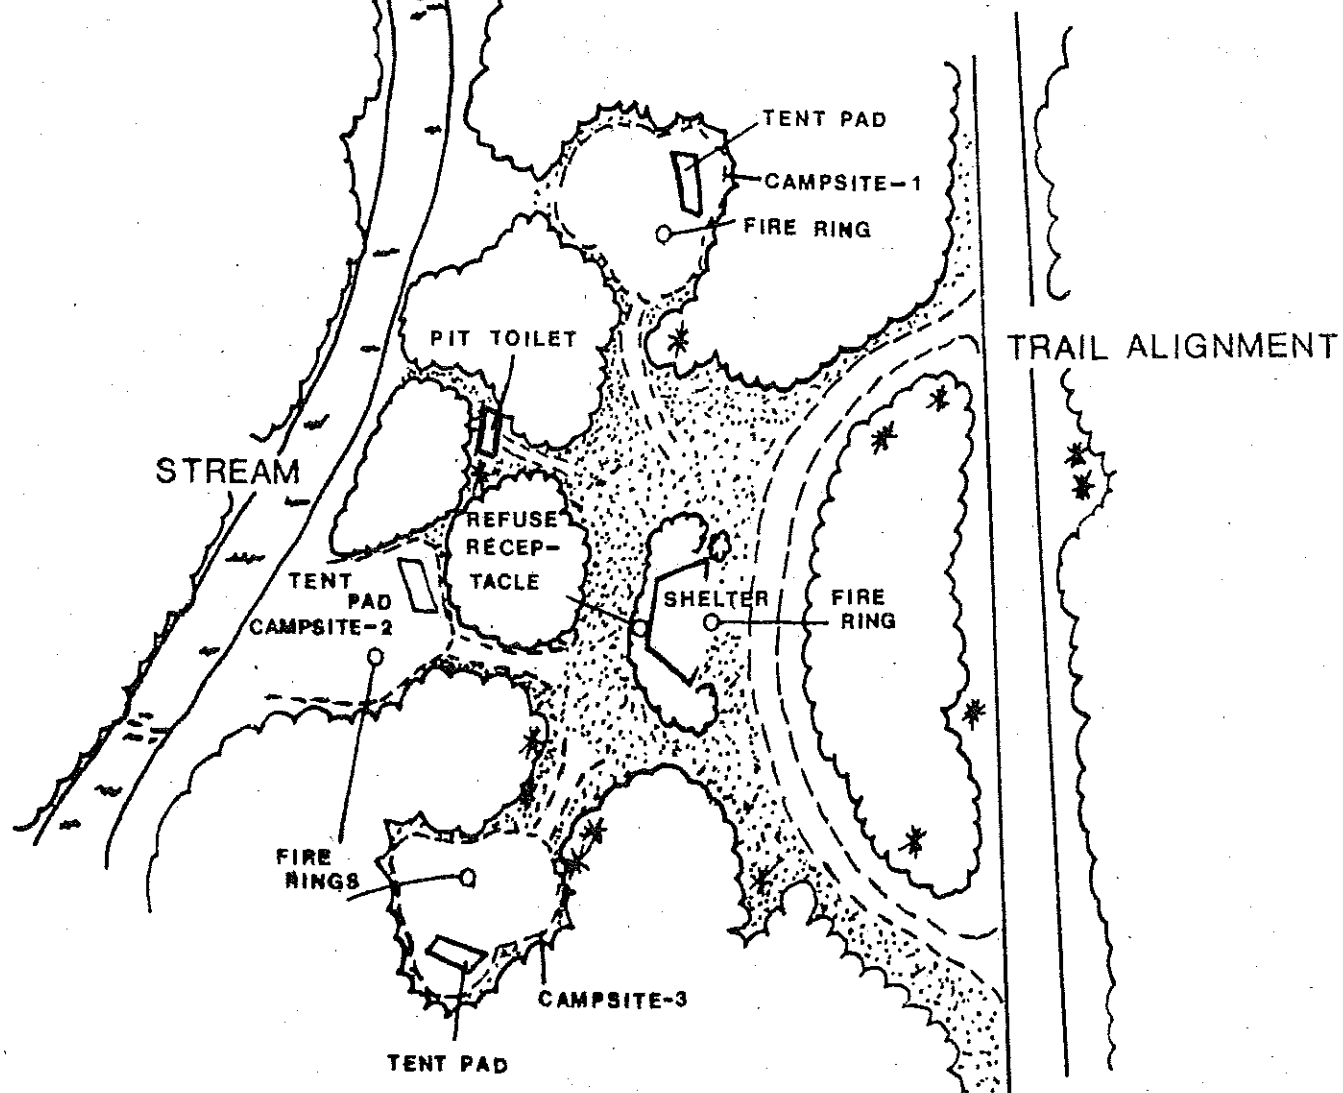 TENT PAD
CAMPSITE-1
FIRE RING
PIT TOILET
TRAIL ALIGNMENT
STREAM
REFUSE
RECEP-
TACLE
TENT
PAD
CAMPSITE-2
SHELTER
FIRE
RING
FIRE
RINGS
CAMPSITE-3
TENT PAD